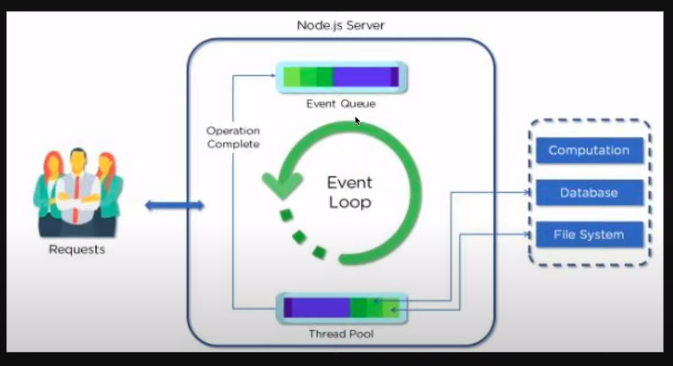 Node.js Server
Event Queue
Operation
Complete
Event
Loop
Requests
Computation
Database
File System
Thread Pool